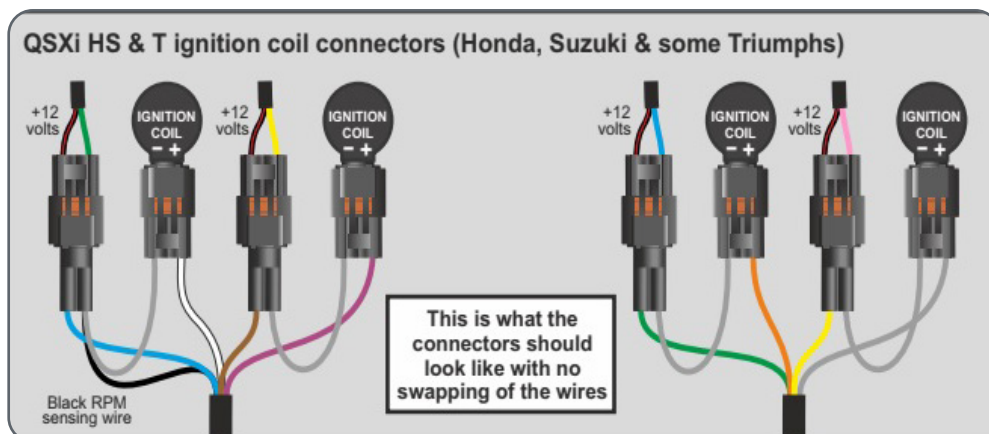 QSXi HS & T ignition coil connectors (Honda, Suzuki & some Triumphs)
+12
volts
IGNITION
COIL
- +
+12
volts
IGNITION
COIL
- +
+12
volts
IGNITION
COIL
- +
+12
volts
IGNITION
COIL
- +
This is what the
connectors should
look like with no
swapping of the wires
Black RPM
sensing wire